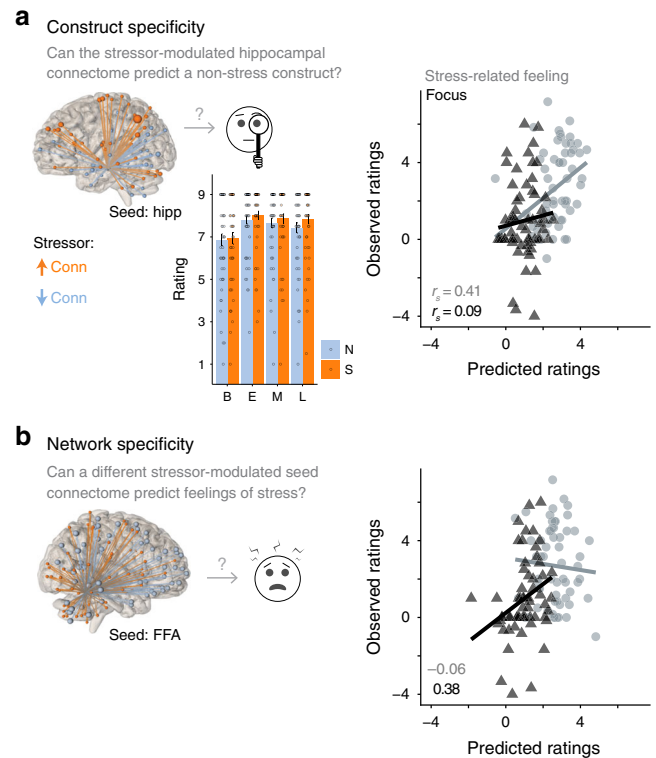 a
Construct specificity
Can the stressor-modulated hippocampal
connectome predict a non-stress construct?
?
Seed: hipp
Stressor:
Conn
Conn
Rating
9
7
5
3
1
B E M L
N
S
Stress-related feeling
Focus
Observed ratings
4
0
−4
r_s = 0.41
r_s = 0.09
−4 0 4
Predicted ratings
b
Network specificity
Can a different stressor-modulated seed
connectome predict feelings of stress?
?
Seed: FFA
Observed ratings
4
0
−4
−0.06
0.38
−4 0 4
Predicted ratings